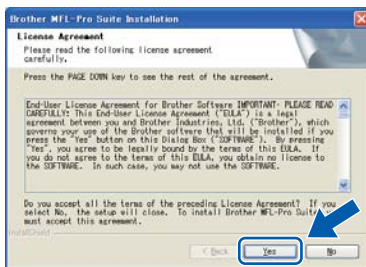 Brother MFL-Pro Suite Installation
License Agreement
Please read the following license agreement
carefully.
Press the PAGE DOWN key to see the rest of the agreement.
End-User License Agreement for Brother Software IMPORTANT- PLEASE READ
CAREFULLY: This End-User License Agreement ("EULA") is a legal
agreement between you and Brother Industries, Ltd. ("Brother"), which
governs your use of the Brother software that will be installed if you
press the "Yes" button on this Dialog Box ("SOFTWARE"). By pressing
"Yes", you agree to be legally bound by the terms of this EULA. If
you do not agree to the terms of this EULA, you obtain no license to
the SOFTWARE. In such case, you may not use the SOFTWARE.
Do you accept all the terms of the preceding License Agreement? If you
select No, the setup will close. To install Brother MFL-Pro Suite, you
must accept this agreement.
InstallShield
< Back Yes No